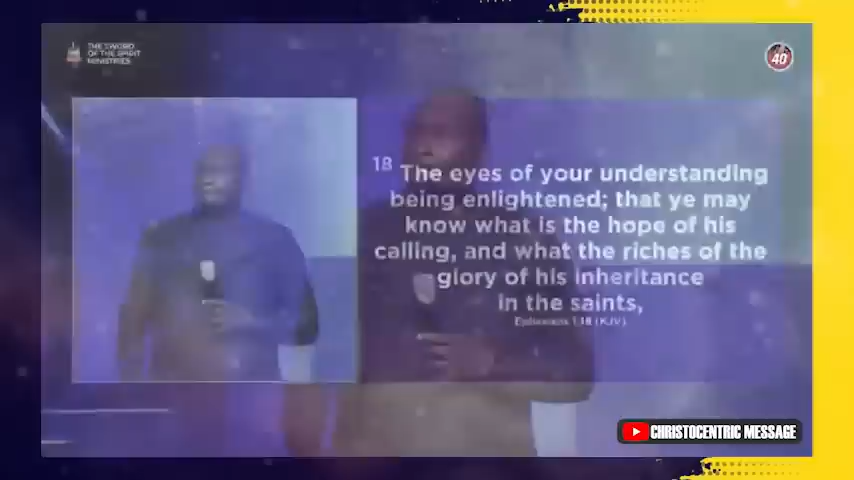 THE SWORD
OF THE SPIRIT
MINISTRIES
40
18 The eyes of your understanding
being enlightened; that ye may
know what is the hope of his
calling, and what the riches of the
glory of his inheritance
in the saints,
Ephesians 1:18 (KJV)
CHRISTOCENTRIC MESSAGE